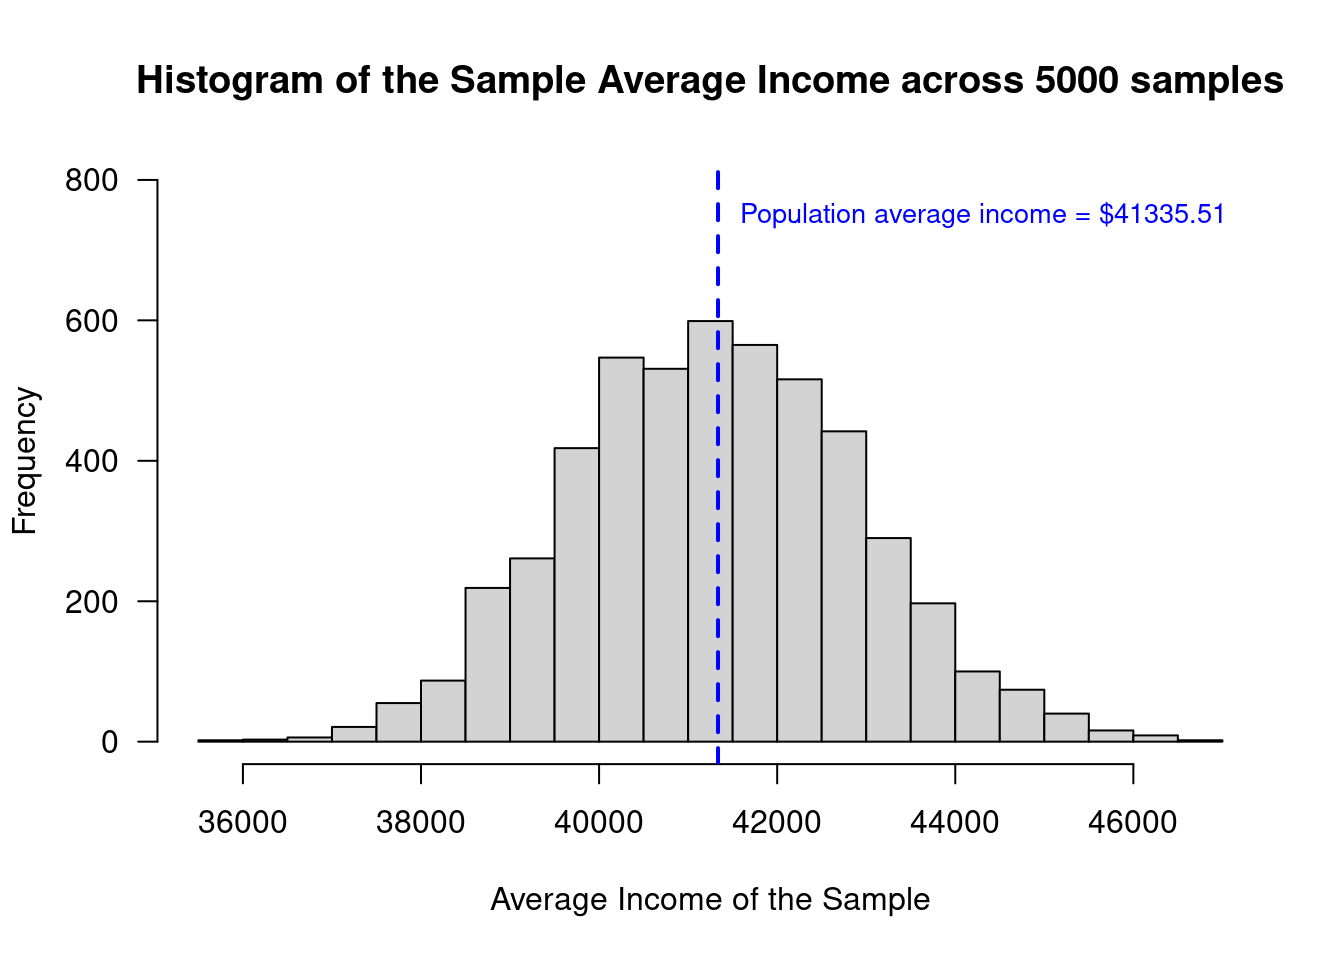 Histogram of the Sample Average Income across 5000 samples
800
Population average income = $41335.51
600
400
200
0
Frequency
36000 38000 40000 42000 44000 46000
Average Income of the Sample